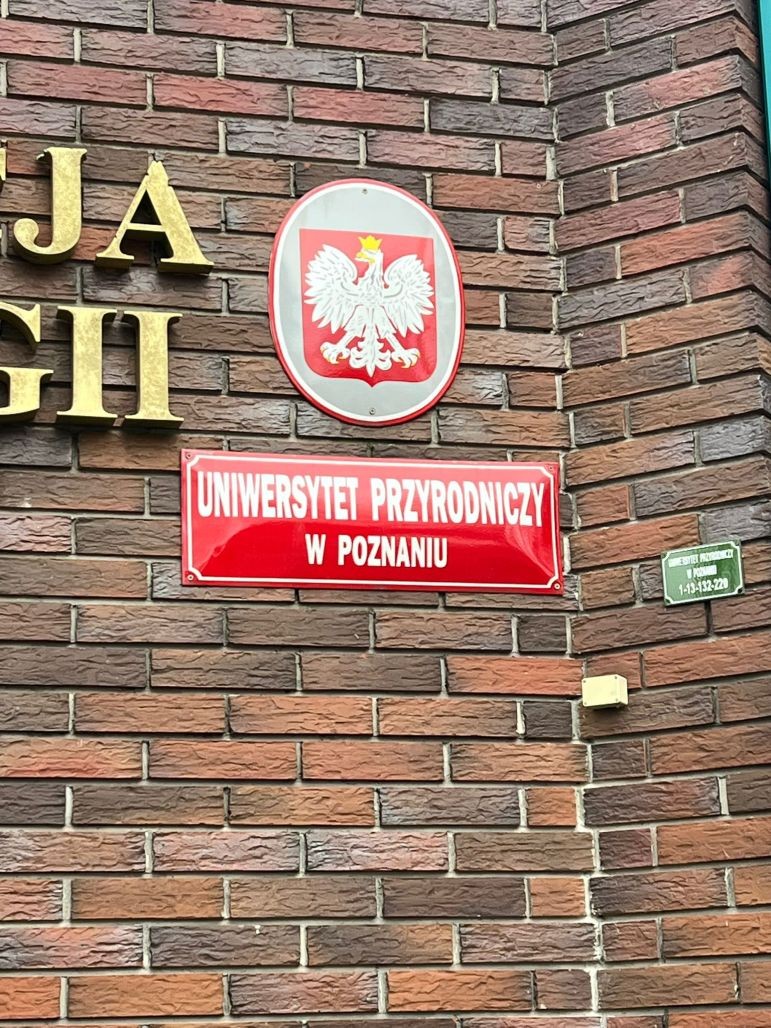 JA
GII
UNIWERSYTET PRZYRODNICZY
W POZNANIU
UNIWERSYTET PRZYRODNICZY
W POZNANIU
1-13-132-220